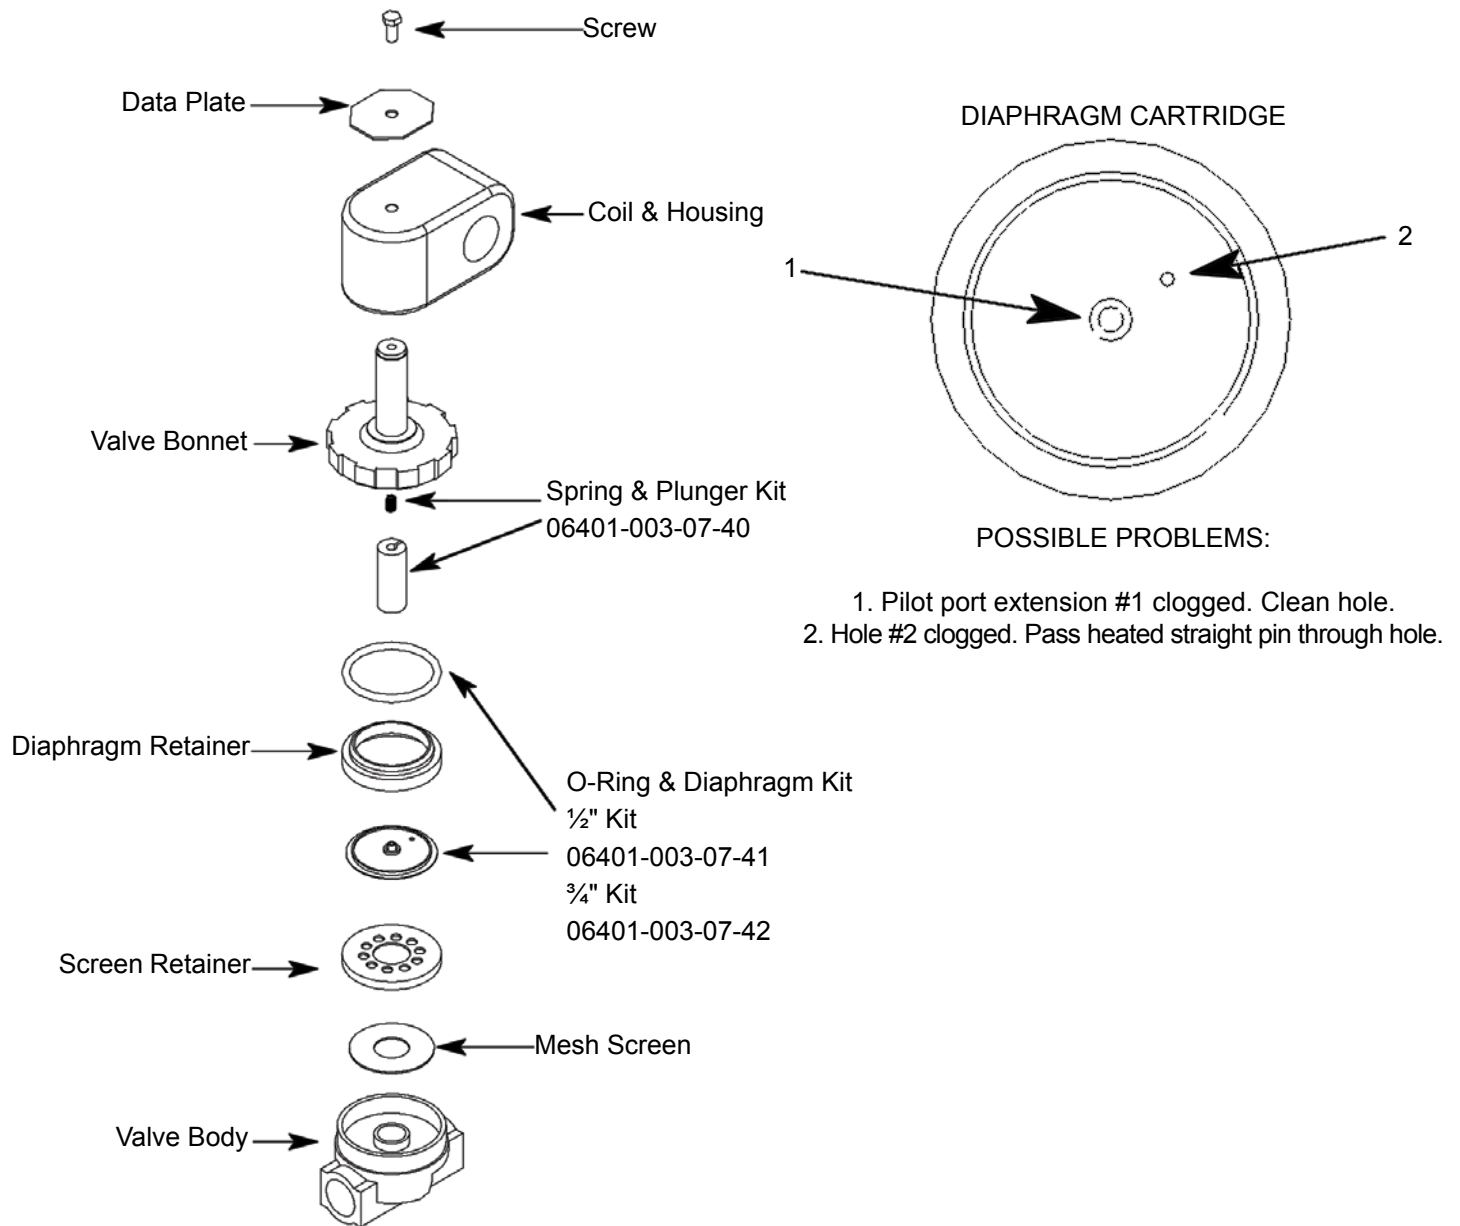 Screw
Data Plate
Coil & Housing
Valve Bonnet
Spring & Plunger Kit
06401-003-07-40
Diaphragm Retainer
O-Ring & Diaphragm Kit
½" Kit
06401-003-07-41
¾" Kit
06401-003-07-42
Screen Retainer
Mesh Screen
Valve Body
DIAPHRAGM CARTRIDGE
1
2
POSSIBLE PROBLEMS:
1. Pilot port extension #1 clogged. Clean hole.
2. Hole #2 clogged. Pass heated straight pin through hole.